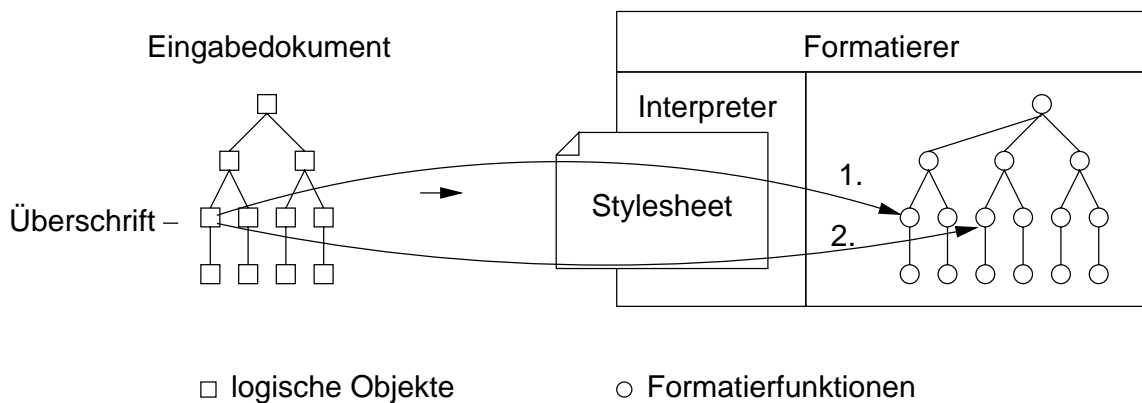 Eingabedokument
Formatierer
Interpreter
1.
Stylesheet
Überschrift –
2.
logische Objekte
Formatierfunktionen